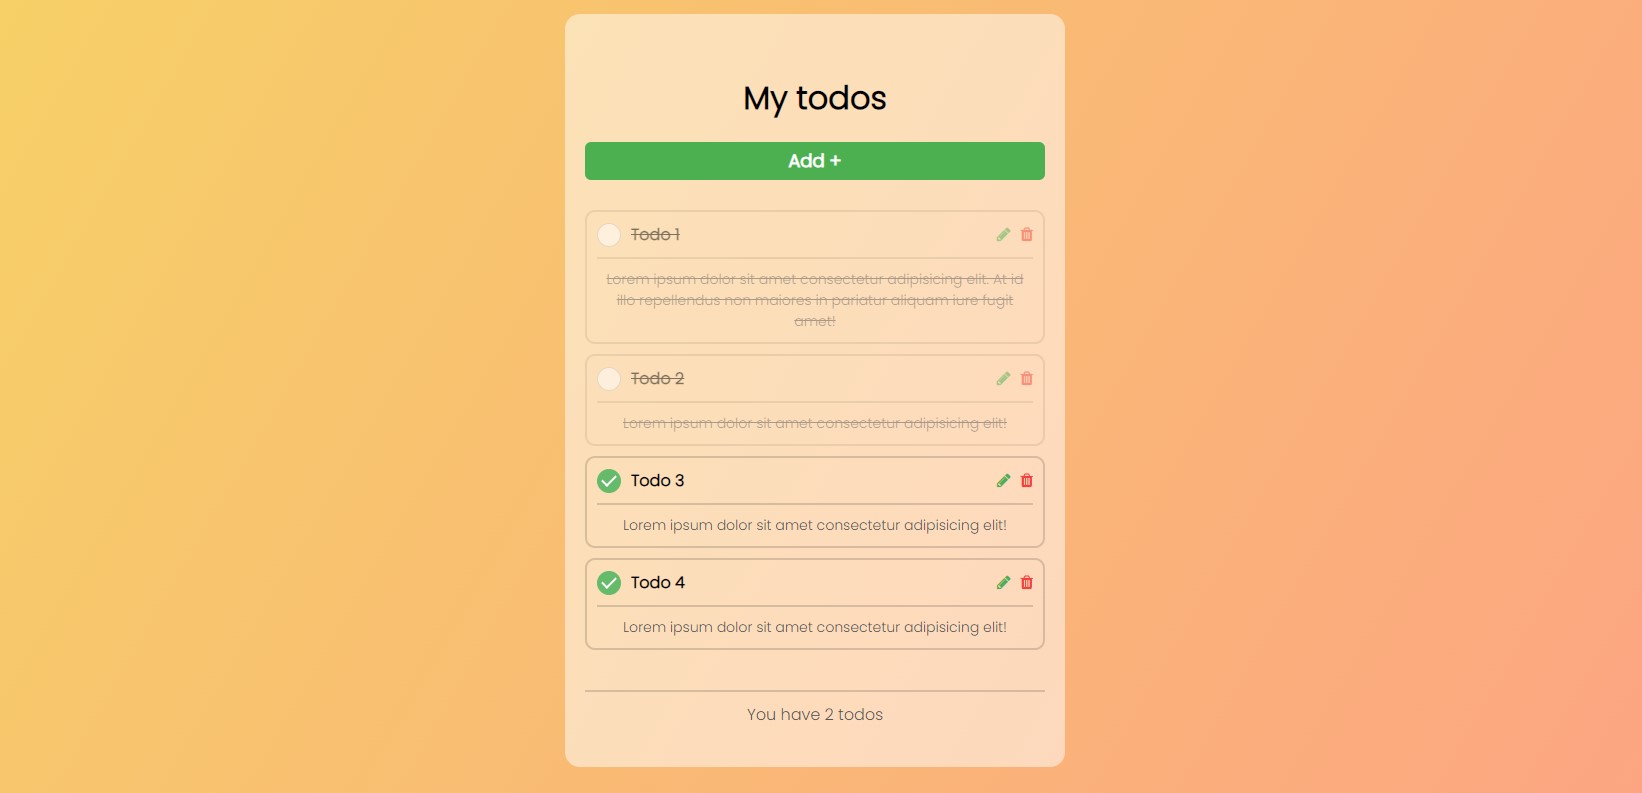 My todos
Add +
Todo 1
Lorem ipsum dolor sit amet consectetur adipisicing elit. At id
illo repellendus non maiores in pariatur aliquam iure fugit
amet!
Todo 2
Lorem ipsum dolor sit amet consectetur adipisicing elit!
Todo 3
Lorem ipsum dolor sit amet consectetur adipisicing elit!
Todo 4
Lorem ipsum dolor sit amet consectetur adipisicing elit!
You have 2 todos